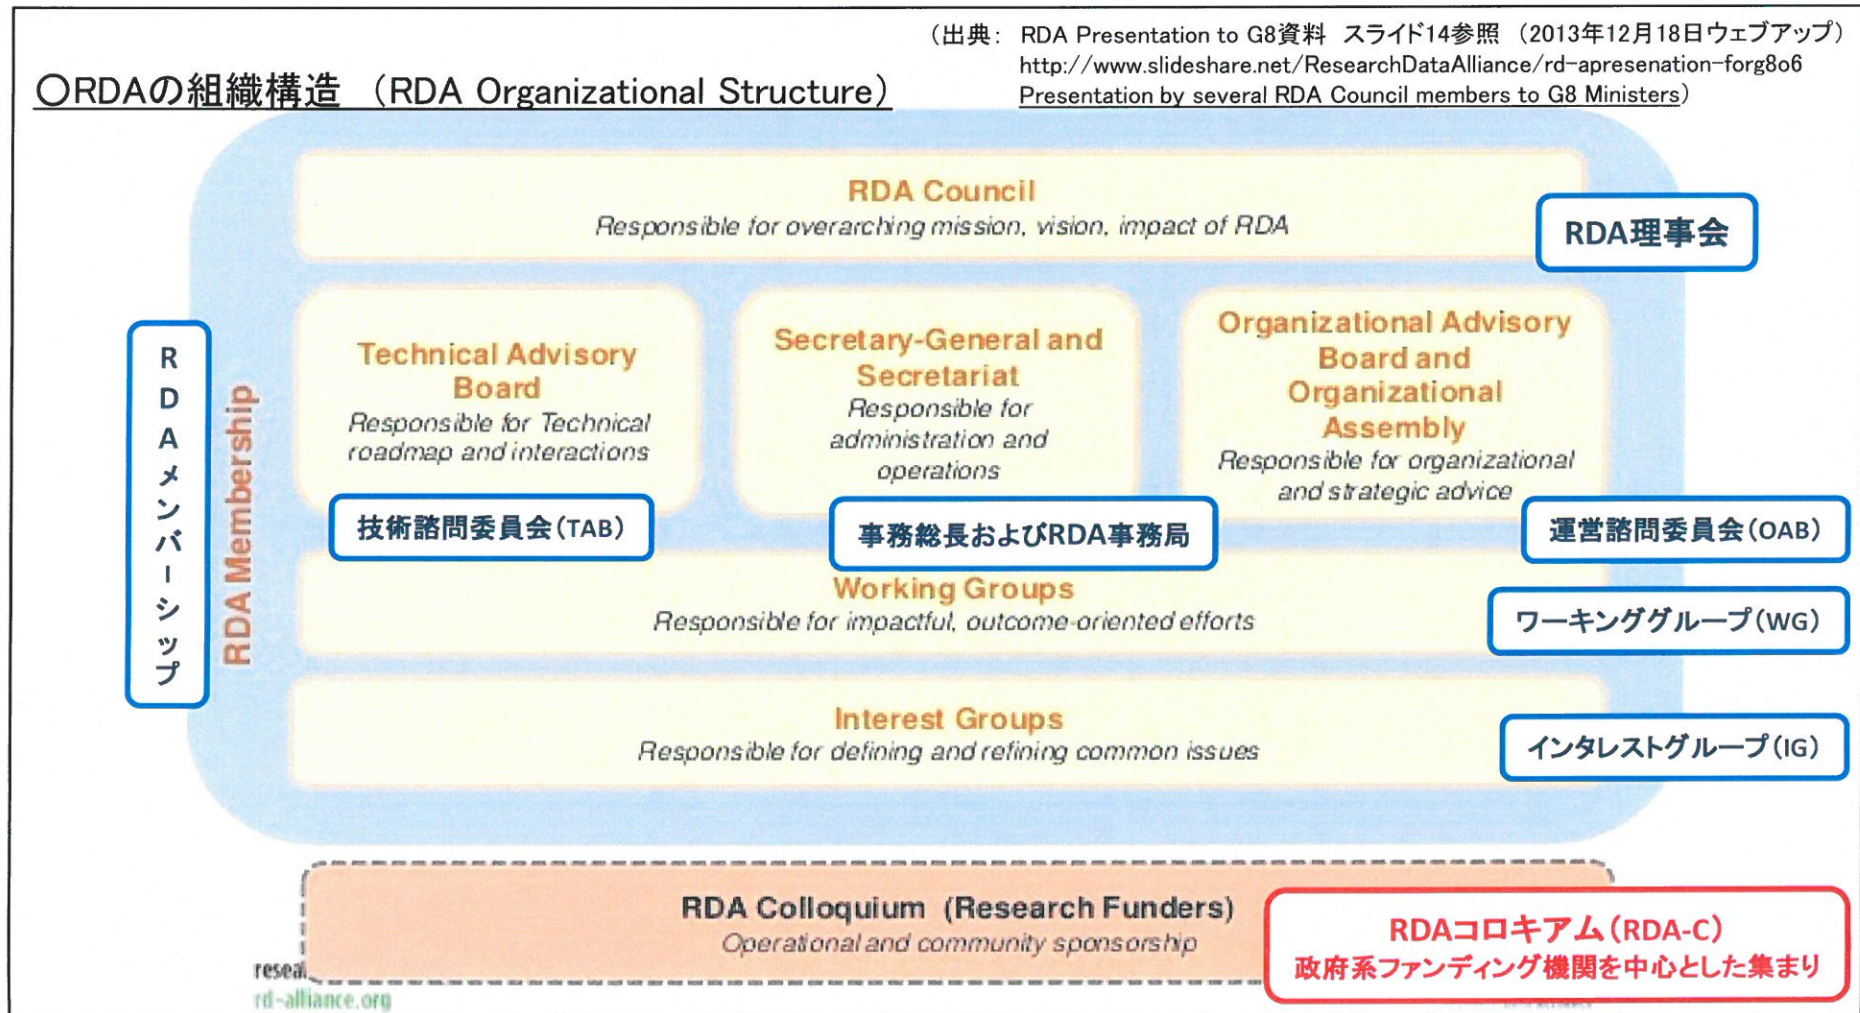 （出典： RDA Presentation to G8資料 スライド14参照 （2013年12月18日ウェブアップ）
http://www.slideshare.net/ResearchDataAlliance/rd-apresenation-forg8o6
Presentation by several RDA Council members to G8 Ministers）
〇RDAの組織構造 （RDA Organizational Structure）
RDA Council
Responsible for overarching mission, vision, impact of RDA
RDA理事会
RDAメンバーシップ
RDA Membership
Technical Advisory
Board
Responsible for Technical
roadmap and interactions
技術諮問委員会（TAB）
Secretary-General and
Secretariat
Responsible for
administration and
operations
事務総長およびRDA事務局
Organizational Advisory
Board and
Organizational
Assembly
Responsible for organizational
and strategic advice
運営諮問委員会（OAB）
Working Groups
Responsible for impactful, outcome-oriented efforts
ワーキンググループ（WG）
Interest Groups
Responsible for defining and refining common issues
インタレストグループ（IG）
RDA Colloquium (Research Funders)
Operational and community sponsorship
RDAコロキアム（RDA-C）
政府系ファンディング機関を中心とした集まり
rd-alliance.org